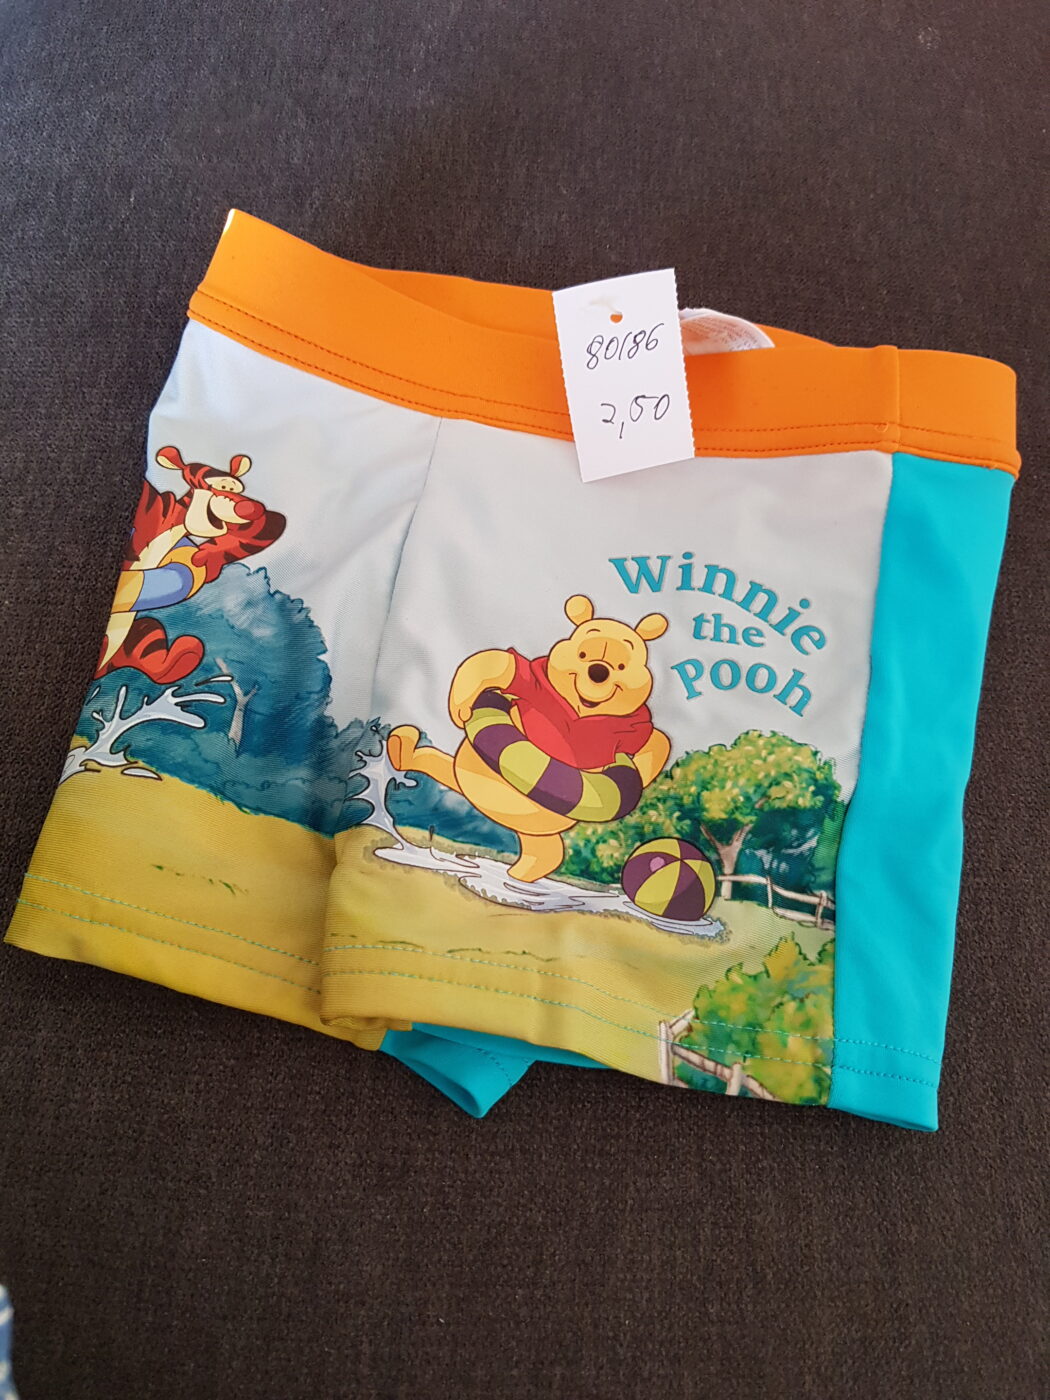 80/86
2,50
Winnie
the
Pooh